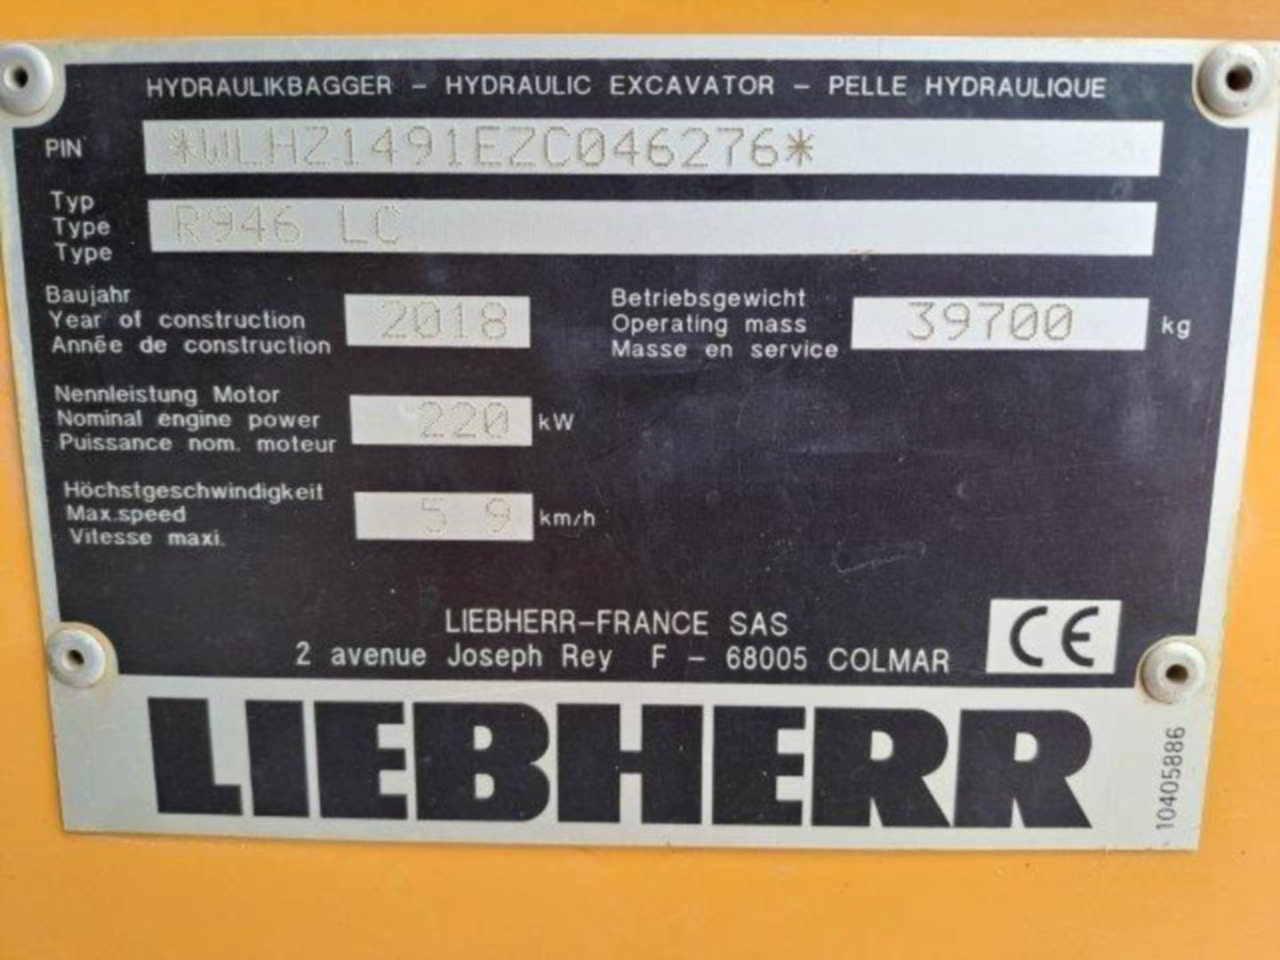 HYDRAULIKBAGGER – HYDRAULIC EXCAVATOR – PELLE HYDRAULIQUE
PIN *WLHZ1491EZC046276*
Typ
Type R946 LC
Type
Baujahr
Year of construction 2018
Année de construction
Betriebsgewicht
Operating mass 39700 kg
Masse en service
Nennleistung Motor
Nominal engine power 220 kW
Puissance nom. moteur
Höchstgeschwindigkeit
Max.speed 5 9 km/h
Vitesse maxi.
LIEBHERR–FRANCE SAS
2 avenue Joseph Rey F – 68005 COLMAR
CE
LIEBHERR
10405886